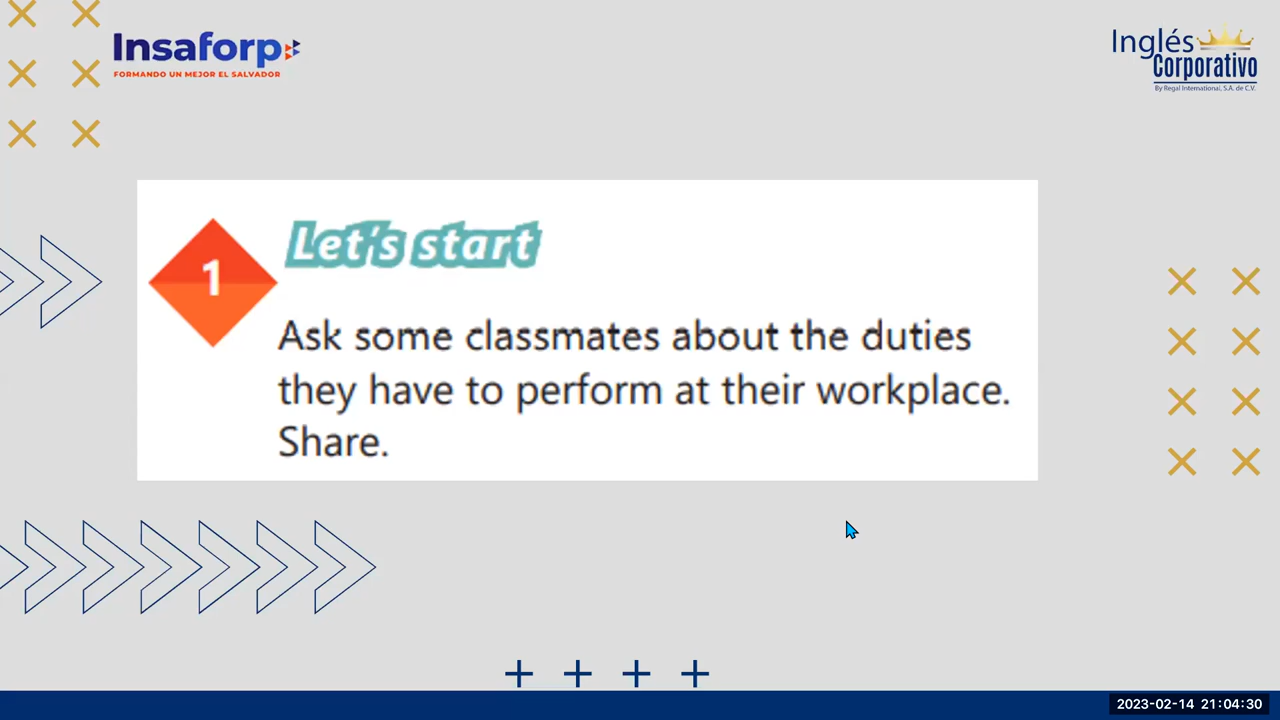 Insaforp
FORMANDO UN MEJOR EL SALVADOR
Inglés
Corporativo
By Regal International, S.A. de C.V.
1
Let's start
Ask some classmates about the duties
they have to perform at their workplace.
Share.
2023-02-14 21:04:30